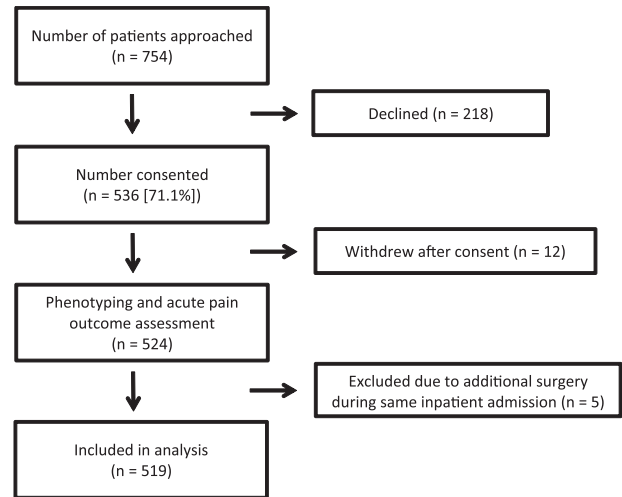 Number of patients approached
(n = 754)
Declined (n = 218)
Number consented
(n = 536 [71.1%])
Withdrew after consent (n = 12)
Phenotyping and acute pain
outcome assessment
(n = 524)
Excluded due to additional surgery
during same inpatient admission (n = 5)
Included in analysis
(n = 519)